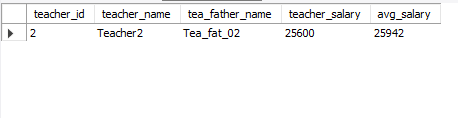 teacher_id teacher_name tea_father_name teacher_salary avg_salary
2 Teacher2 Tea_fat_02 25600 25942